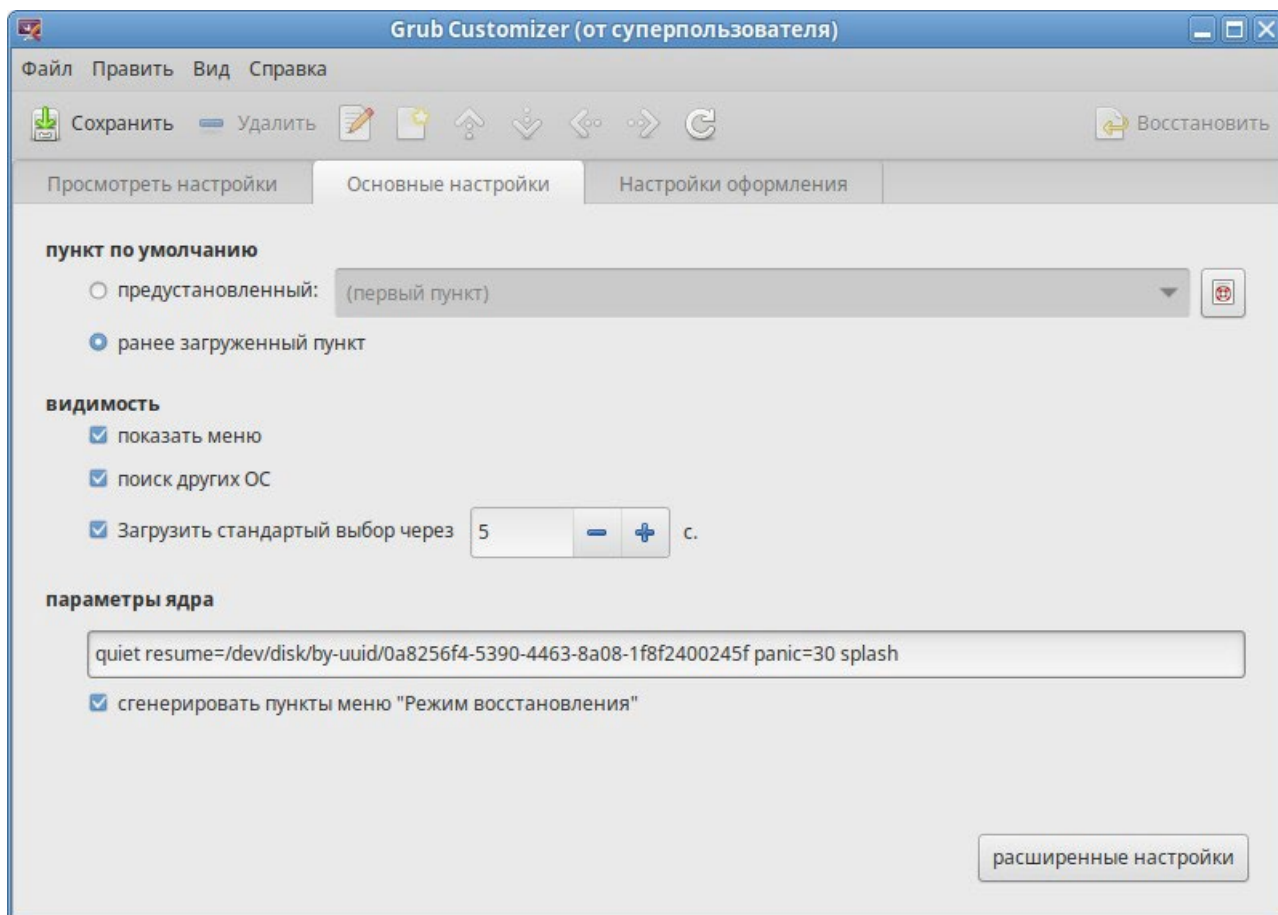 Grub Customizer (от суперпользователя)
Файл Править Вид Справка
Сохранить Удалить Восстановить
Просмотреть настройки Основные настройки Настройки оформления
пункт по умолчанию
предустановленный: (первый пункт)
ранее загруженный пункт
видимость
показать меню
поиск других ОС
Загрузить стандартый выбор через 5 с.
параметры ядра
quiet resume=/dev/disk/by-uuid/0a8256f4-5390-4463-8a08-1f8f2400245f panic=30 splash
сгенерировать пункты меню "Режим восстановления"
расширенные настройки